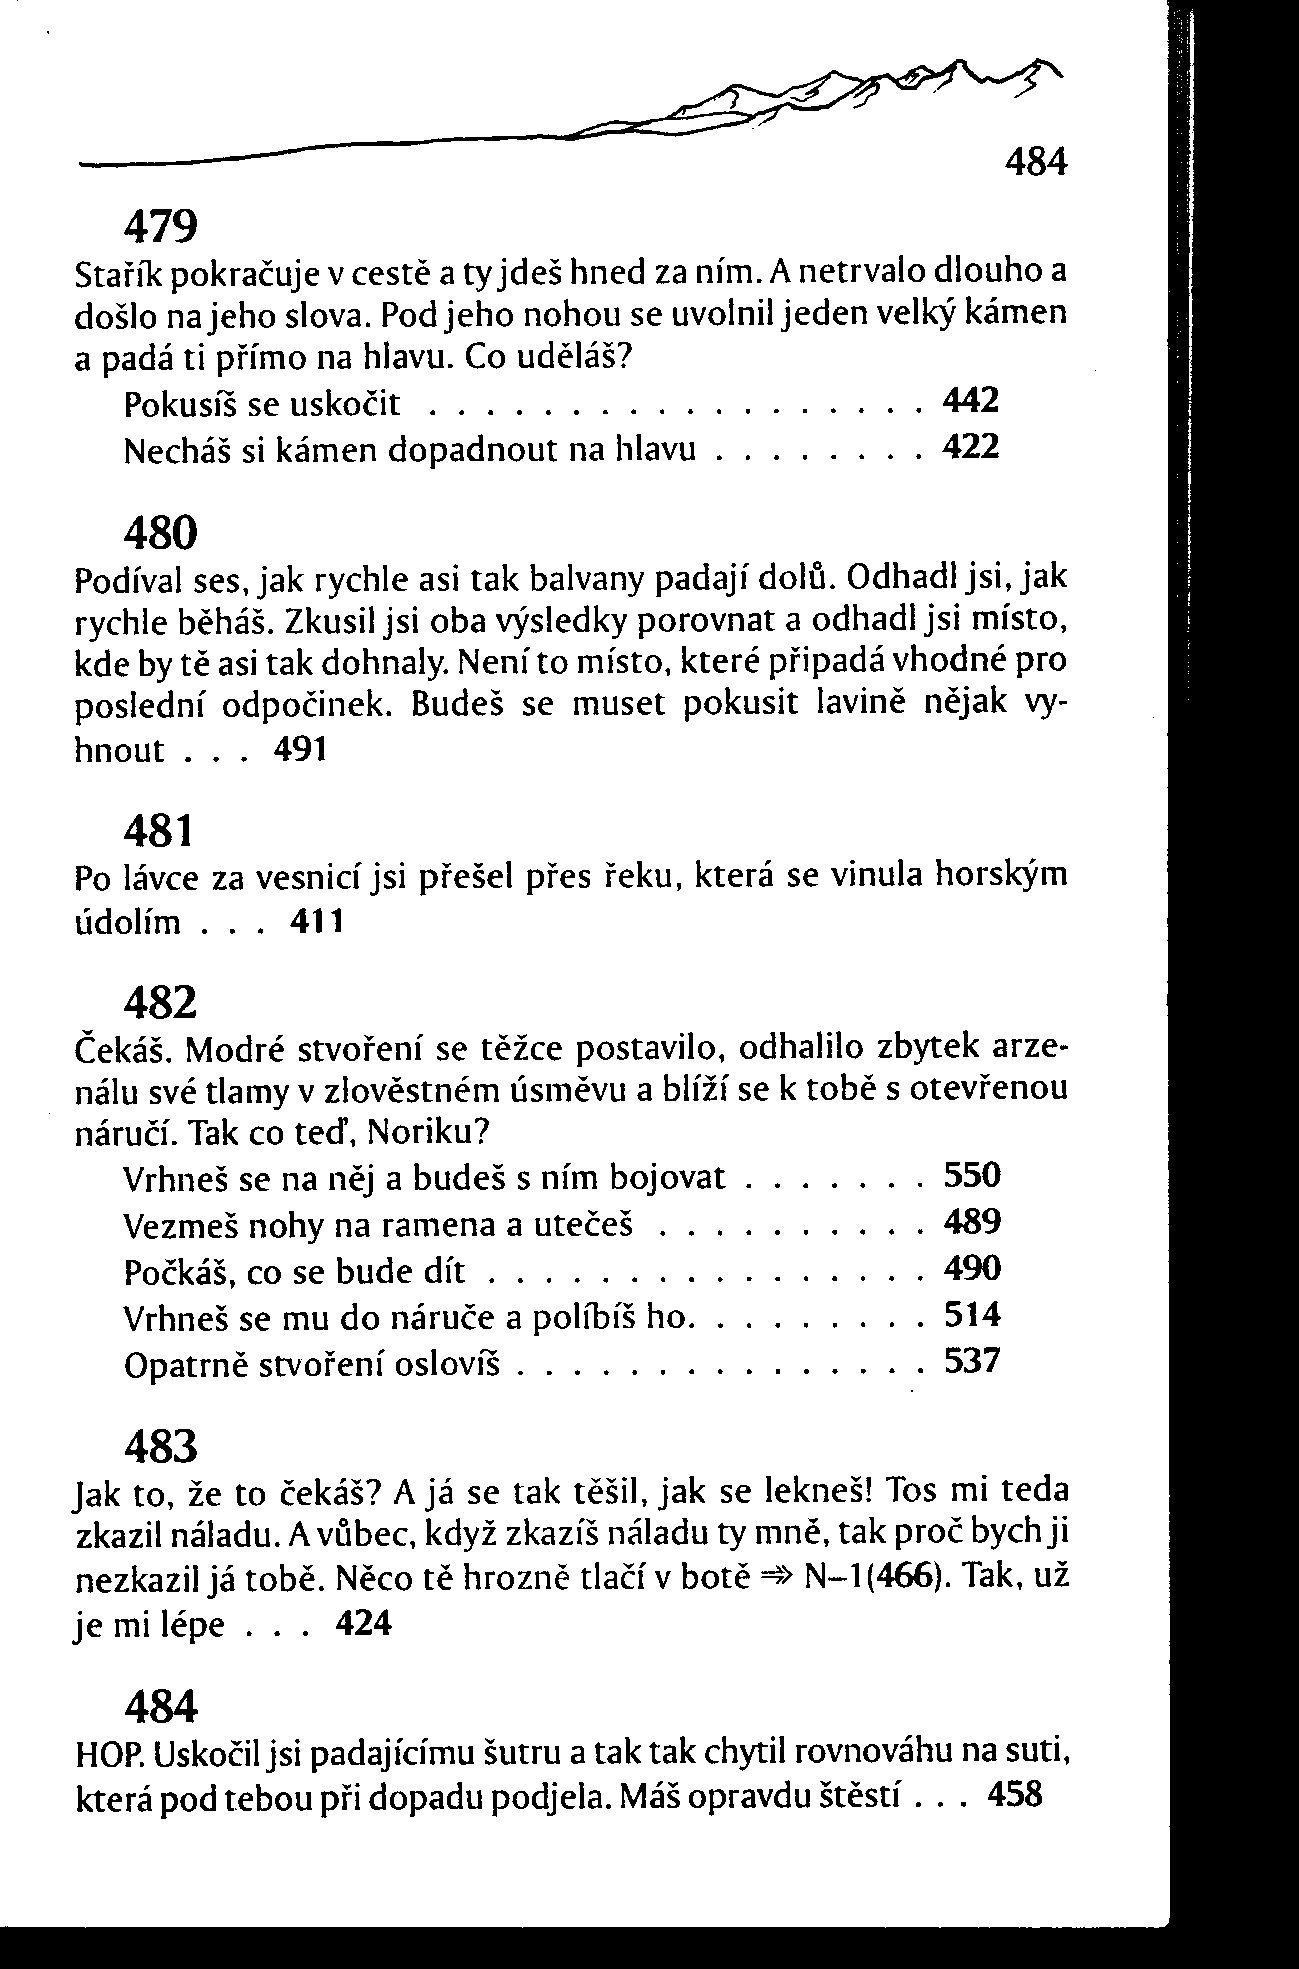 484
479
Stařík pokračuje v cestě a ty jdeš hned za ním. A netrvalo dlouho a
došlo na jeho slova. Pod jeho nohou se uvolnil jeden velký kámen
a padá ti přímo na hlavu. Co uděláš?
Pokusíš se uskočit . . . . . . . . . . . . . . . . . . 442
Necháš si kámen dopadnout na hlavu . . . . . . . . 422
480
Podíval ses, jak rychle asi tak balvany padají dolů. Odhadl jsi, jak
rychle běháš. Zkusil jsi oba výsledky porovnat a odhadl jsi místo,
kde by tě asi tak dohnaly. Není to místo, které připadá vhodné pro
poslední odpočinek. Budeš se muset pokusit lavině nějak vy-
hnout . . . 491
481
Po lávce za vesnicí jsi přešel přes řeku, která se vinula horským
údolím . . . 411
482
Čekáš. Modré stvoření se těžce postavilo, odhalilo zbytek arze-
nálu své tlamy v zlověstném úsměvu a blíží se k tobě s otevřenou
náručí. Tak co teď, Noriku?
Vrhneš se na něj a budeš s ním bojovat . . . . . . . 550
Vezmeš nohy na ramena a utečeš . . . . . . . . . . 489
Počkáš, co se bude dít . . . . . . . . . . . . . . . . 490
Vrhneš se mu do náruče a políbíš ho. . . . . . . . . 514
Opatrně stvoření oslovíš . . . . . . . . . . . . . . . 537
483
Jak to, že to čekáš? A já se tak těšil, jak se lekneš! Tos mi teda
zkazil náladu. A vůbec, když zkazíš náladu ty mně, tak proč bych ji
nezkazil já tobě. Něco tě hrozně tlačí v botě ⇒ N–1(466). Tak, už
je mi lépe . . . 424
484
HOP. Uskočil jsi padajícímu šutru a tak tak chytil rovnováhu na suti,
která pod tebou při dopadu podjela. Máš opravdu štěstí . . . 458